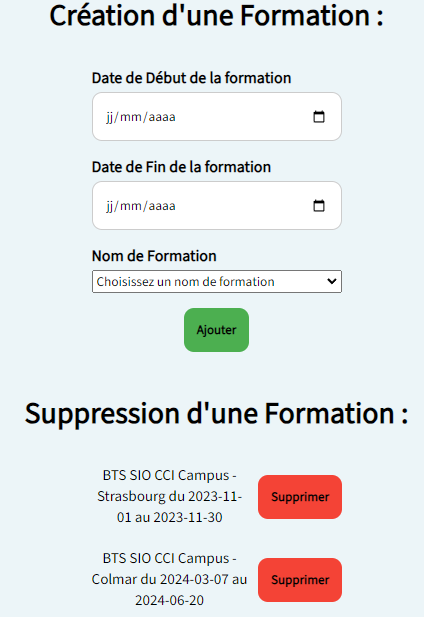 Création d'une Formation :
Date de Début de la formation
jj/mm/aaaa
Date de Fin de la formation
jj/mm/aaaa
Nom de Formation
Choisissez un nom de formation
Ajouter
Suppression d'une Formation :
BTS SIO CCI Campus -
Strasbourg du 2023-11-
01 au 2023-11-30
Supprimer
BTS SIO CCI Campus -
Colmar du 2024-03-07 au
2024-06-20
Supprimer